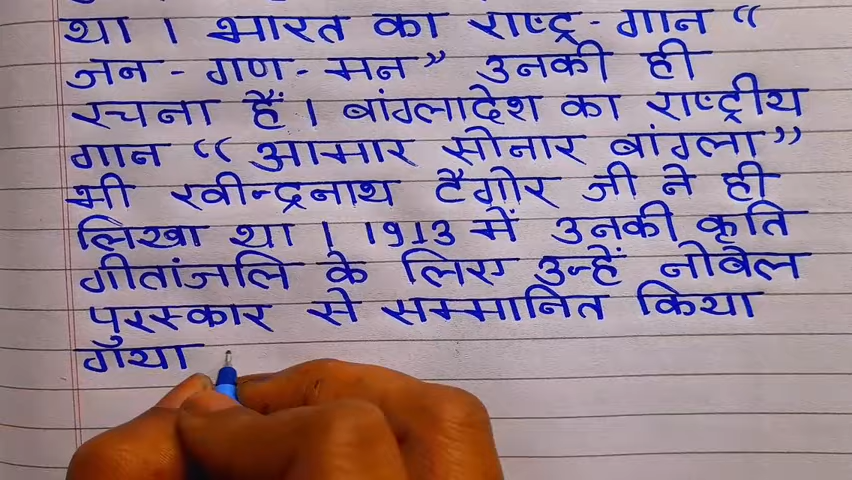 था । भारत का राष्ट्र - गान “
जन - गण - मन” उनकी ही
रचना हैं । बांग्लादेश का राष्ट्रीय
गान “ आमार सोनार बांग्ला”
भी रवीन्द्रनाथ टैगोर जी ने ही
लिखा था । 1913 में उनकी कृति
गीतांजलि के लिए उन्हें नोबेल
पुरस्कार से सम्मानित किया
गया